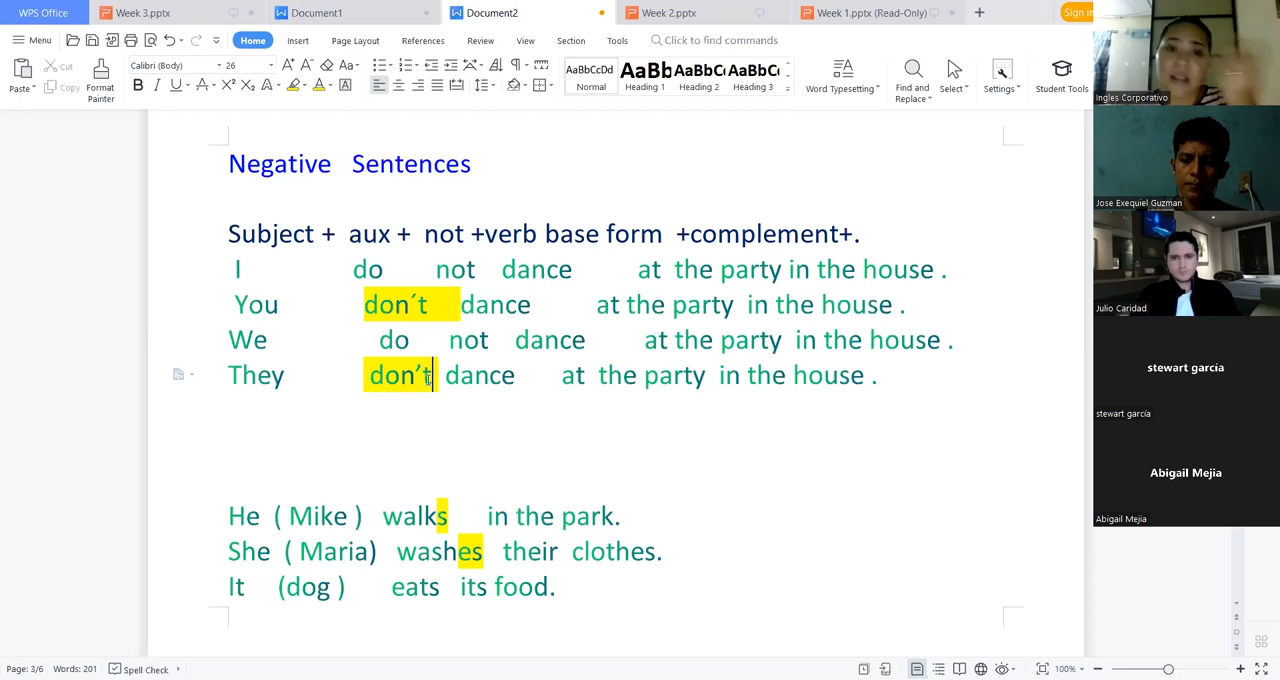 WPS Office
Week 3.pptx
Document1
Document2
Week 2.pptx
Week 1.pptx (Read-Only)
Sign in
Menu
Home
Insert
Page Layout
References
Review
View
Section
Tools
Click to find commands
Paste
Cut
Copy
Format Painter
Calibri (Body)
26
AaBbCcDd
Normal
AaBb
Heading 1
AaBbC
Heading 2
AaBbC
Heading 3
Word Typesetting
Find and Replace
Select
Settings
Student Tools
Negative Sentences
Subject + aux + not +verb base form +complement+.
I do not dance at the party in the house .
You don´t dance at the party in the house .
We do not dance at the party in the house .
They don’t dance at the party in the house .
He ( Mike ) walks in the park.
She ( Maria) washes their clothes.
It (dog ) eats its food.
Ingles Corporativo
Jose Exequiel Guzman
Julio Caridad
stewart garcía
stewart garcía
Abigail Mejia
Abigail Mejia
Page: 3/6
Words: 201
Spell Check
100%